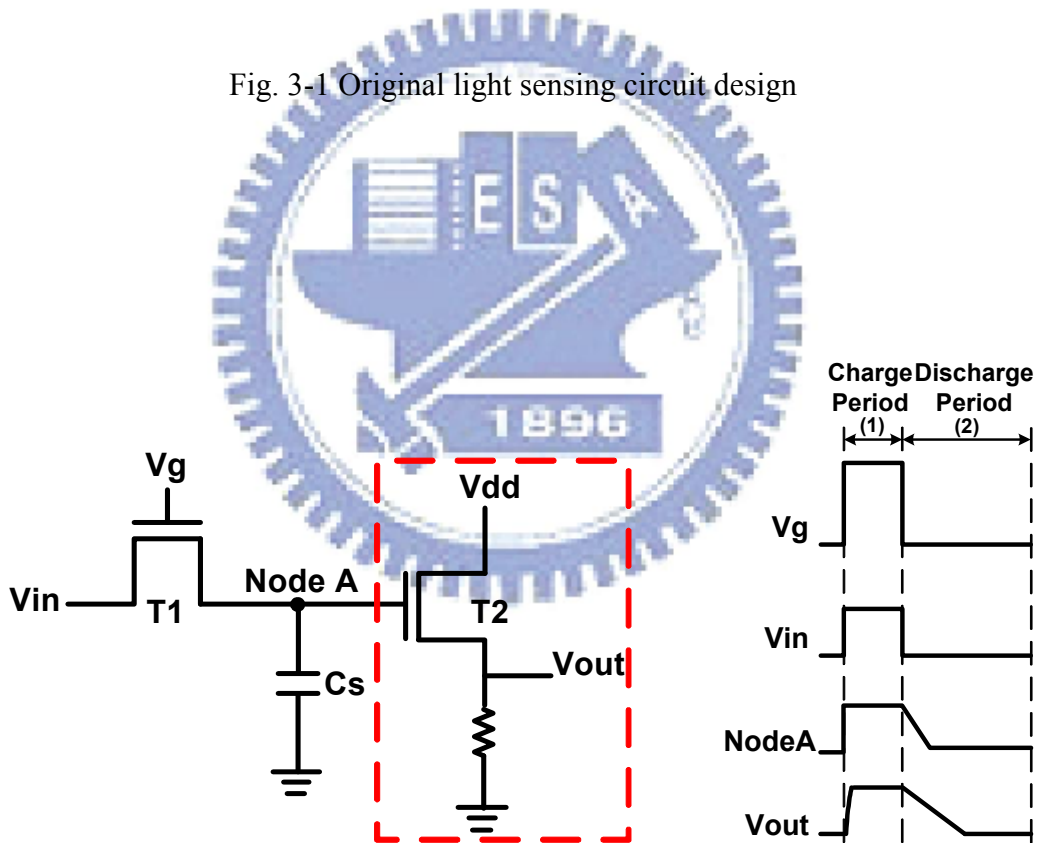 Fig. 3-1 Original light sensing circuit design
E S A
1896
Charge Discharge
Period Period
(1) (2)
Vg
Vdd
Vg
Node A
Vin
T1
T2
Vin
Vout
Cs
NodeA
Vout